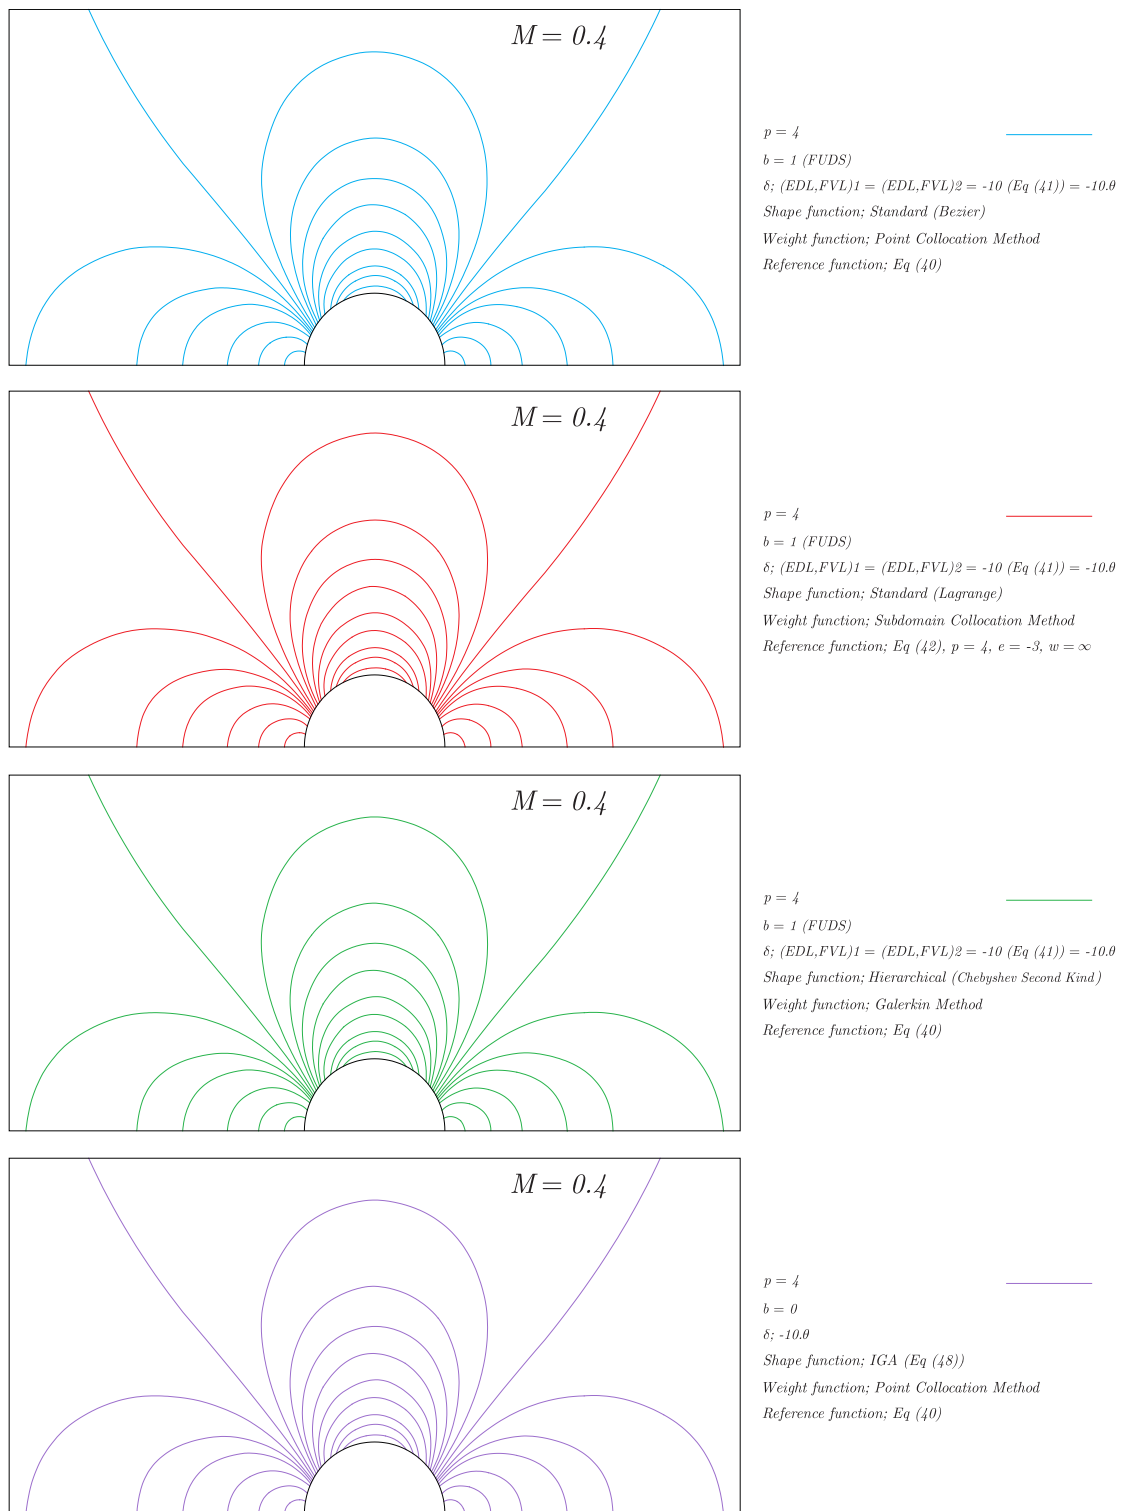 M = 0.4
p = 4
b = 1 (FUDS)
δ; (EDL,FVL)1 = (EDL,FVL)2 = -10 (Eq (41)) = -10.θ
Shape function; Standard (Bezier)
Weight function; Point Collocation Method
Reference function; Eq (40)
M = 0.4
p = 4
b = 1 (FUDS)
δ; (EDL,FVL)1 = (EDL,FVL)2 = -10 (Eq (41)) = -10.θ
Shape function; Standard (Lagrange)
Weight function; Subdomain Collocation Method
Reference function; Eq (42), p = 4, e = -3, w = ∞
M = 0.4
p = 4
b = 1 (FUDS)
δ; (EDL,FVL)1 = (EDL,FVL)2 = -10 (Eq (41)) = -10.θ
Shape function; Hierarchical (Chebyshev Second Kind)
Weight function; Galerkin Method
Reference function; Eq (40)
M = 0.4
p = 4
b = 0
δ; -10.θ
Shape function; IGA (Eq (48))
Weight function; Point Collocation Method
Reference function; Eq (40)